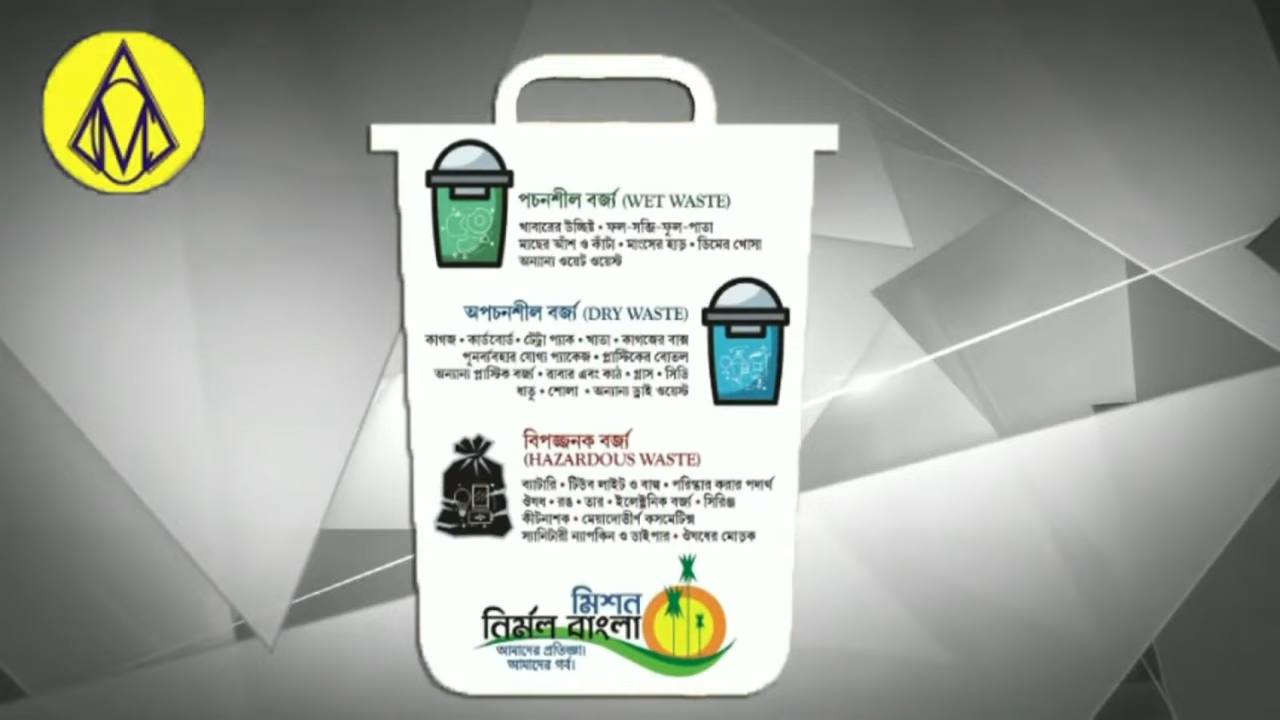 পচনশীল বর্জ্য (WET WASTE)
খাবারের উচ্ছিষ্ট • ফল-সব্জি-ফুল-পাতা
মাছের আঁশ ও কাঁটা • মাংসের হাড় • ডিমের খোসা
অন্যান্য ওয়েট ওয়েস্ট
অপচনশীল বর্জ্য (DRY WASTE)
কাগজ • কার্ডবোর্ড • টেট্রা প্যাক • খাতা • কাগজের বাক্স
পূনর্ব্যবহার যোগ্য প্যাকেজ • প্লাস্টিকের বোতল
অন্যান্য প্লাস্টিক বর্জ্য • রাবার এবং কাঠ • গ্লাস • সিডি
ধাতু • শোলা • অন্যান্য ড্রাই ওয়েস্ট
বিপজ্জনক বর্জ্য
(HAZARDOUS WASTE)
ব্যাটারি • টিউব লাইট ও বাল্ব • পরিস্কার করার পদার্থ
ঔষধ • রঙ • তার • ইলেক্ট্রনিক বর্জ্য • সিরিঞ্জ
কীটনাশক • মেয়াদোত্তীর্ণ কসমেটিক্স
স্যানিটারী ন্যাপকিন ও ডাইপার • ঔষধের মোড়ক
মিশন
নির্মল বাংলা
আমাদের প্রতিজ্ঞা।
আমাদের গর্ব।